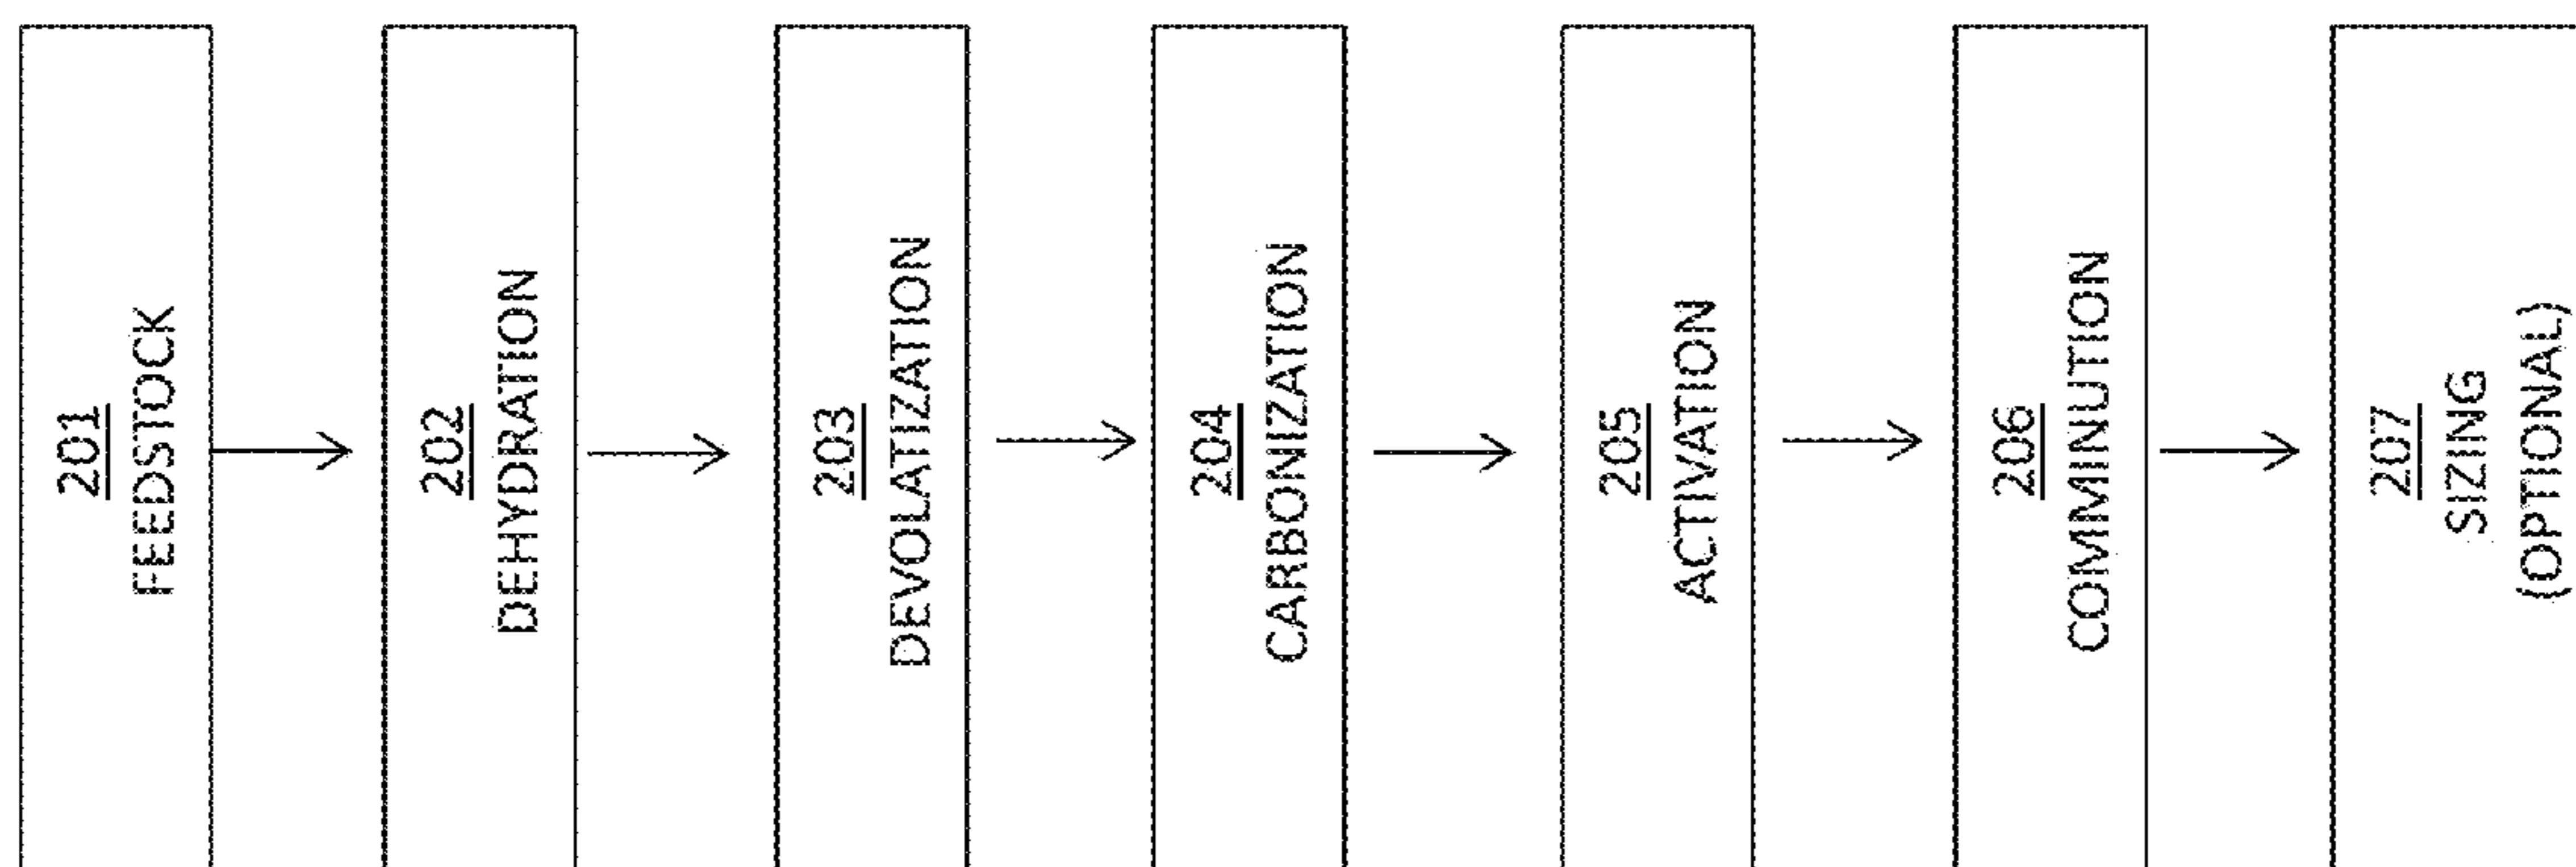 201
FEEDSTOCK
202
DEHYDRATION
203
DEVOLATIZATION
204
CARBONIZATION
205
ACTIVATION
206
COMMINUTION
207
SIZING
(OPTIONAL)